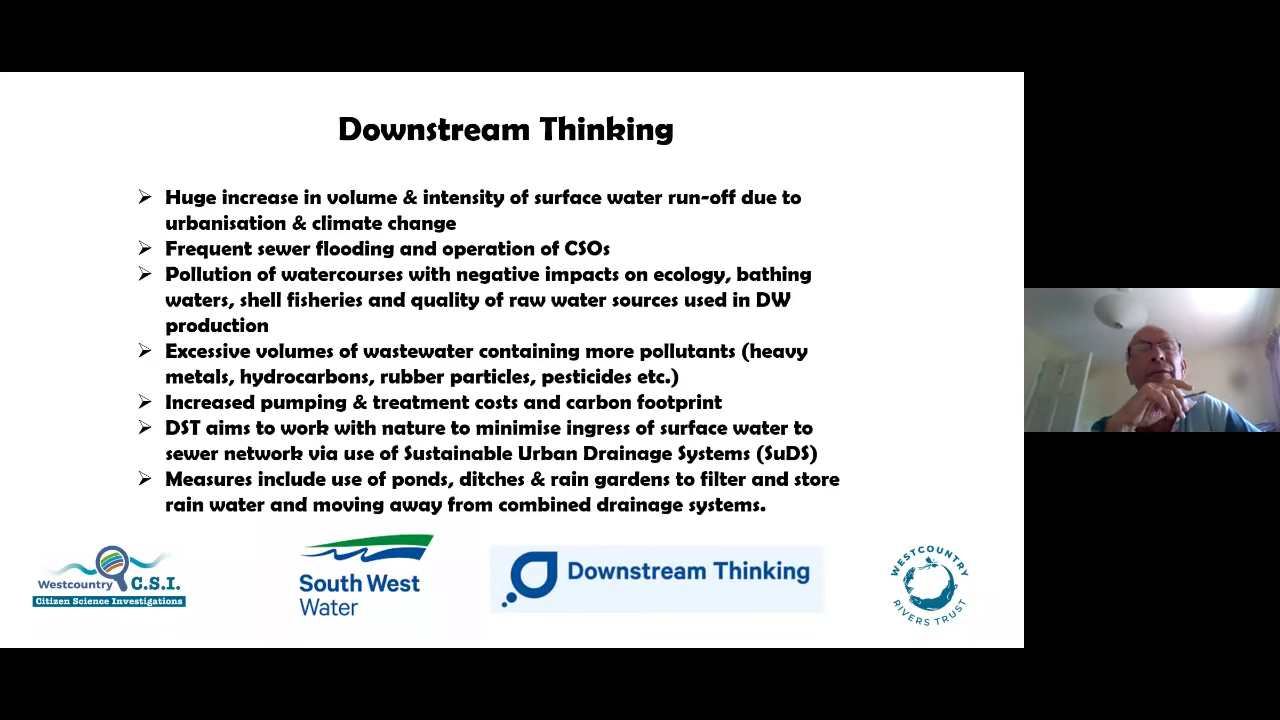 Downstream Thinking
➢ Huge increase in volume & intensity of surface water run-off due to
urbanisation & climate change
➢ Frequent sewer flooding and operation of CSOs
➢ Pollution of watercourses with negative impacts on ecology, bathing
waters, shell fisheries and quality of raw water sources used in DW
production
➢ Excessive volumes of wastewater containing more pollutants (heavy
metals, hydrocarbons, rubber particles, pesticides etc.)
➢ Increased pumping & treatment costs and carbon footprint
➢ DST aims to work with nature to minimise ingress of surface water to
sewer network via use of Sustainable Urban Drainage Systems (SuDS)
➢ Measures include use of ponds, ditches & rain gardens to filter and store
rain water and moving away from combined drainage systems.
Westcountry C.S.I.
Citizen Science Investigations
South West
Water
Downstream Thinking
WESTCOUNTRY
RIVERS TRUST